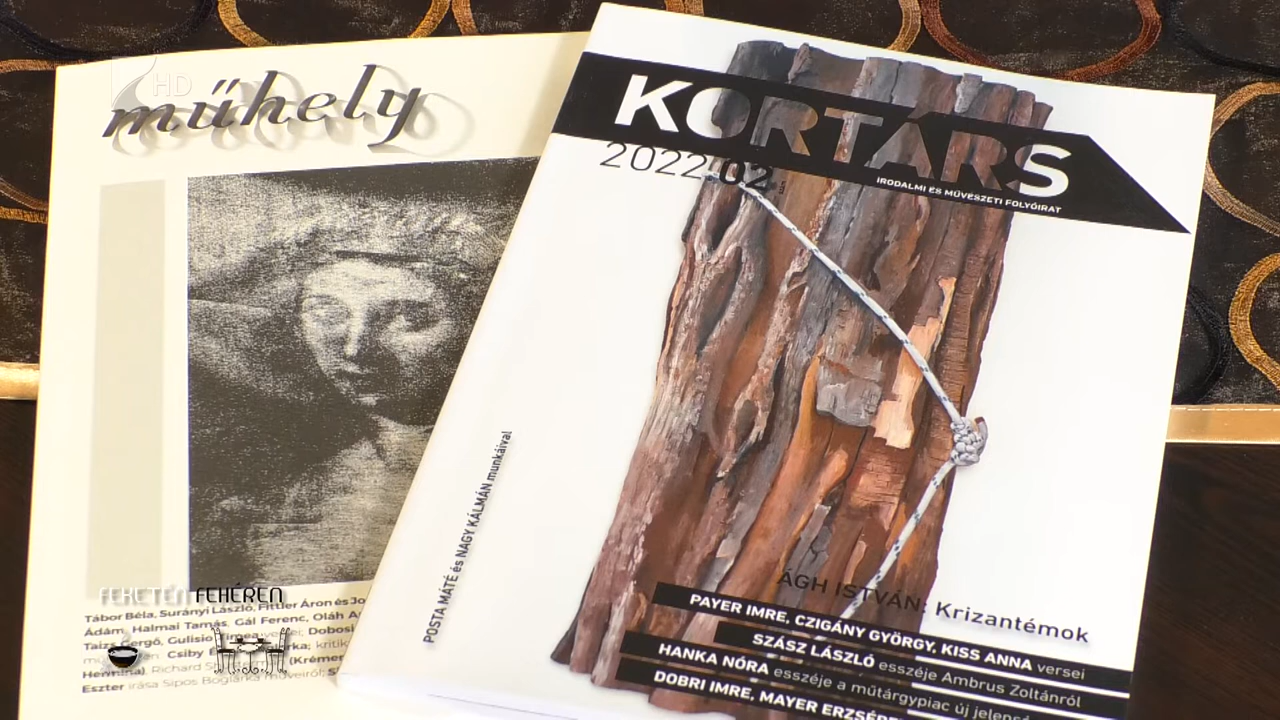 HD
műhely
KORTÁRS
2022 02
IRODALMI ÉS MŰVÉSZETI FOLYÓIRAT
POSTA MÁTÉ és NAGY KÁLMÁN munkáival
ÁGH ISTVÁN: Krizantémok
PAYER IMRE, CZIGÁNY GYÖRGY, KISS ANNA versei
SZÁSZ LÁSZLÓ esszéje Ambrus Zoltánról
HANKA NÓRA esszéje a műtárgypiac új
DOBRI IMRE, MAYER
FEKETÉN FEHÉREN
Tábor Béla, Surányi László, Fittler Áron és
Ádám, Halmai Tamás, Gál Ferenc, Oláh
Gergő, Gulisio
Csiby
Richard
Eszter írása Sipos Boglárka műveiről;